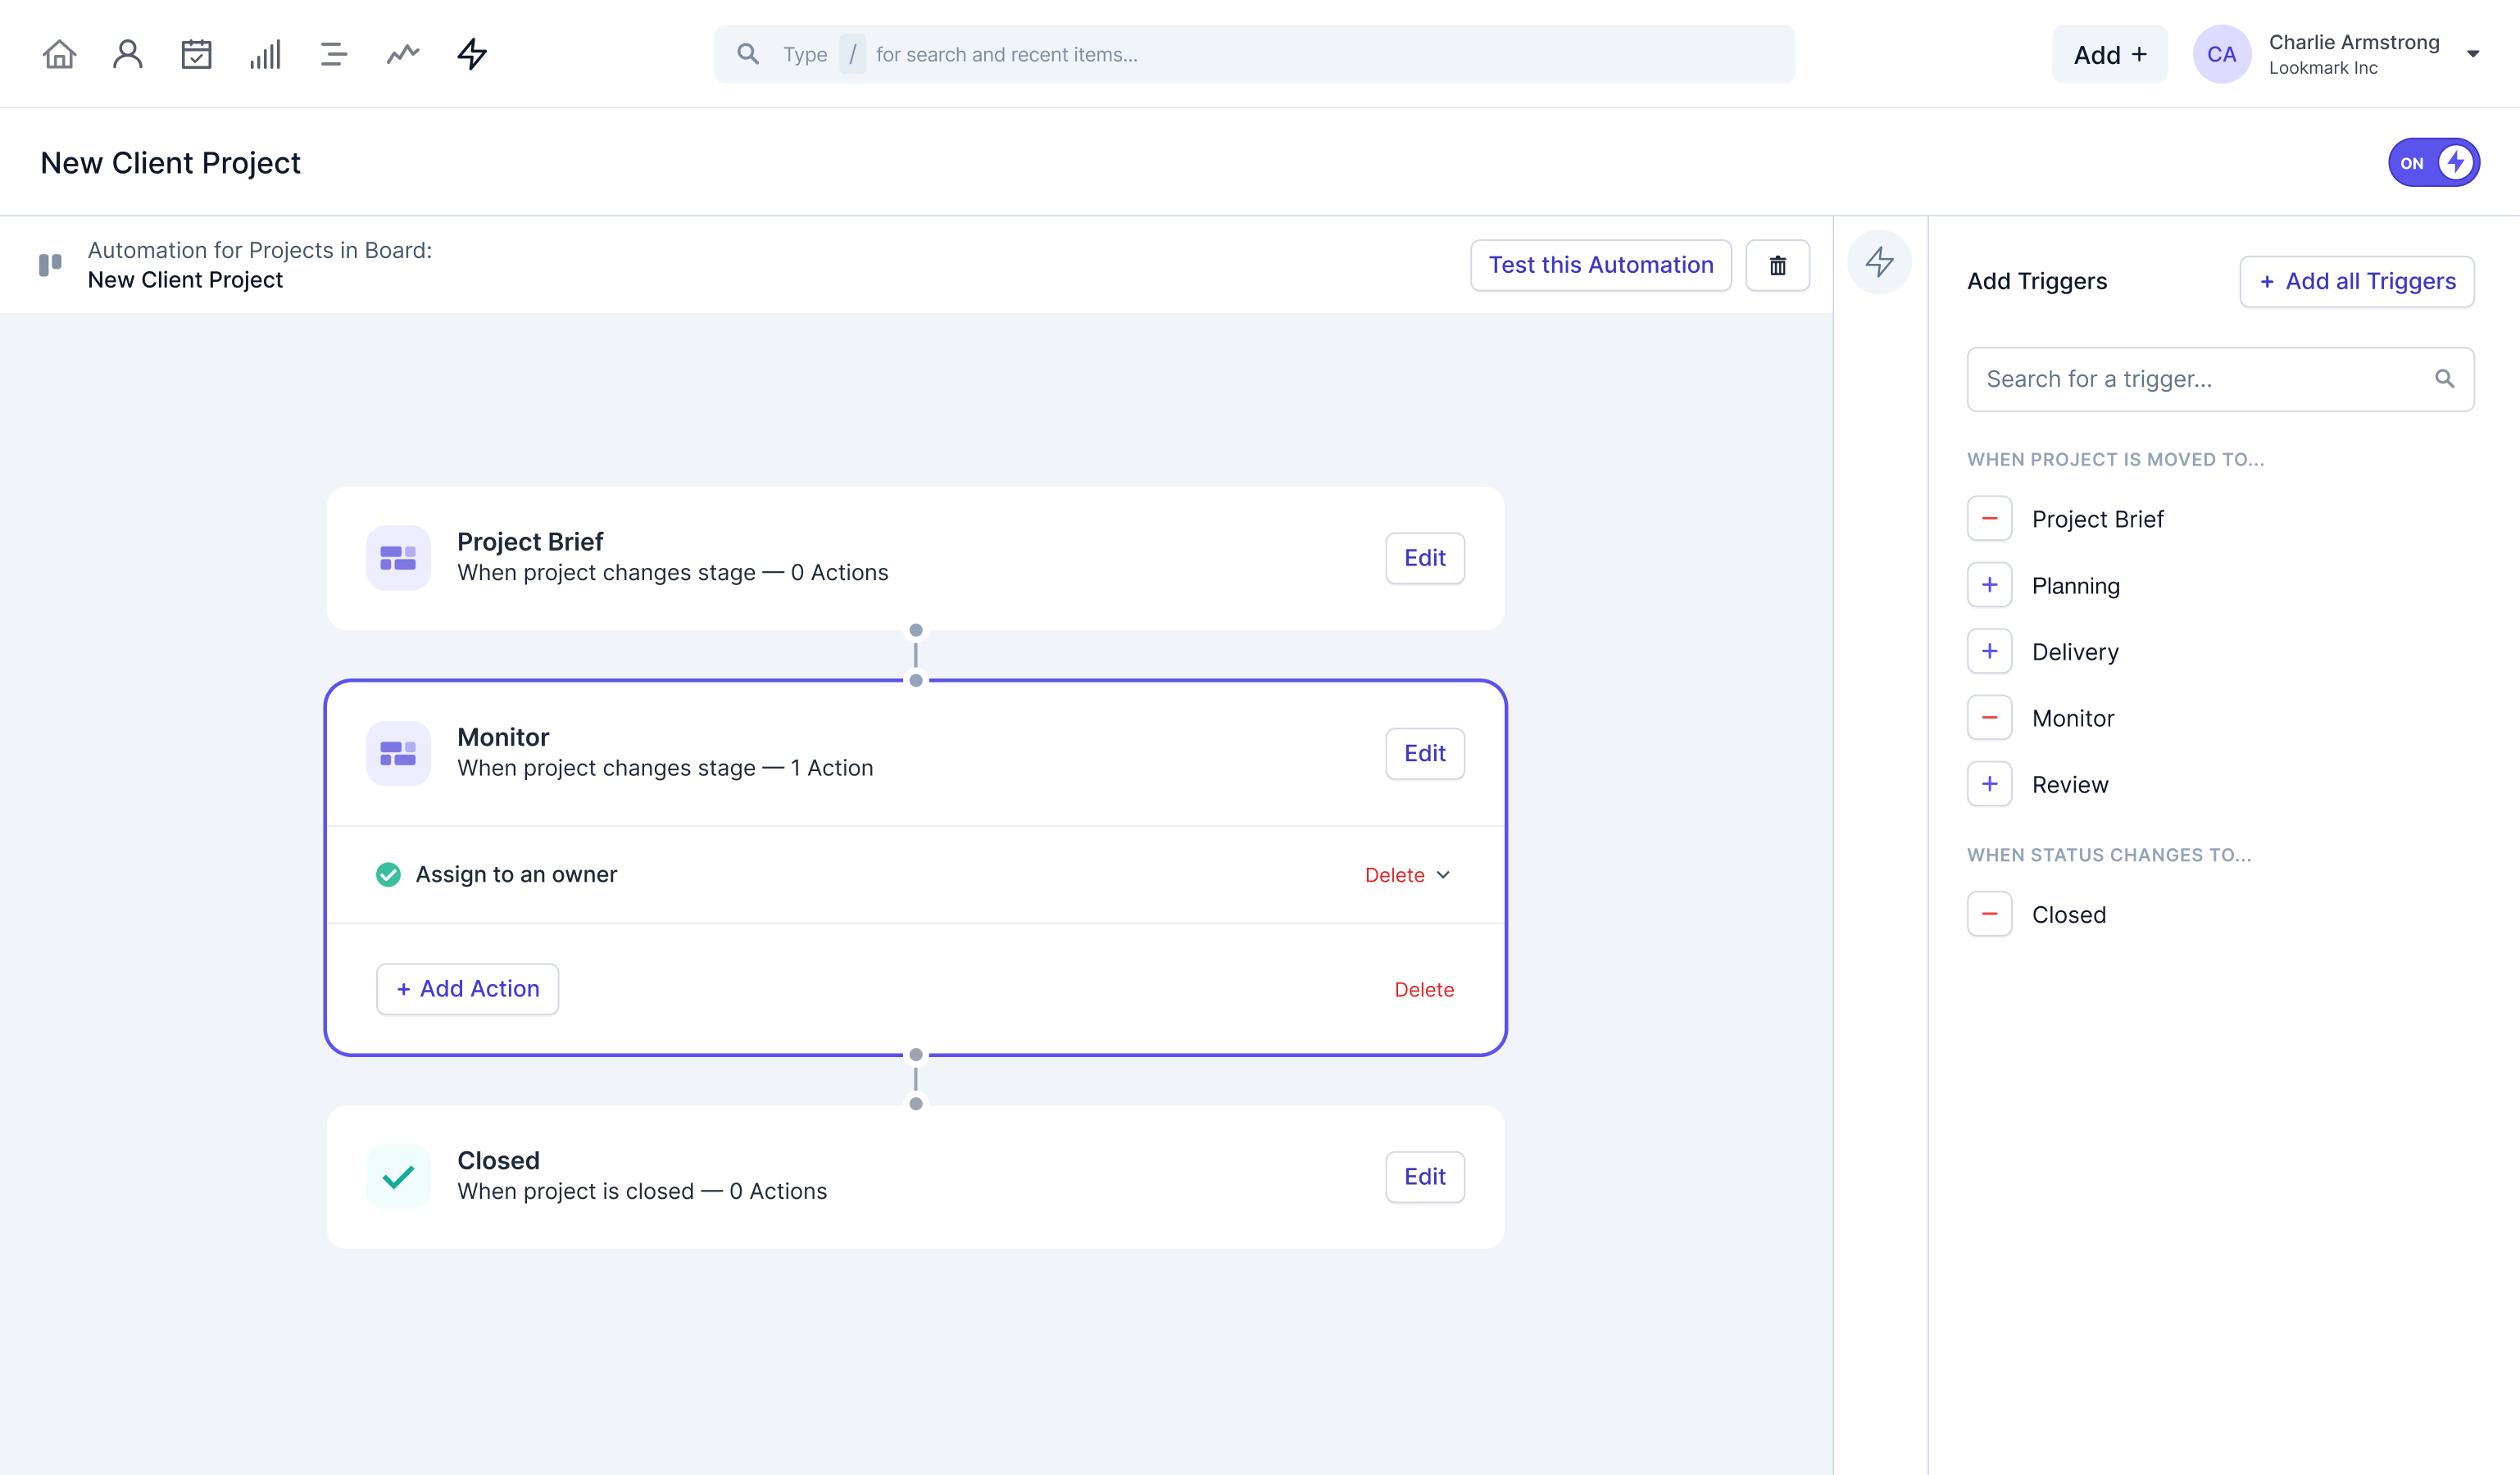 Type / for search and recent items...
Add +
CA
Charlie Armstrong
Lookmark Inc
New Client Project
ON
Automation for Projects in Board:
New Client Project
Test this Automation
Project Brief
When project changes stage — 0 Actions
Edit
Monitor
When project changes stage — 1 Action
Edit
Assign to an owner
Delete
+ Add Action
Delete
Closed
When project is closed — 0 Actions
Edit
Add Triggers
+ Add all Triggers
Search for a trigger...
WHEN PROJECT IS MOVED TO...
Project Brief
Planning
Delivery
Monitor
Review
WHEN STATUS CHANGES TO...
Closed